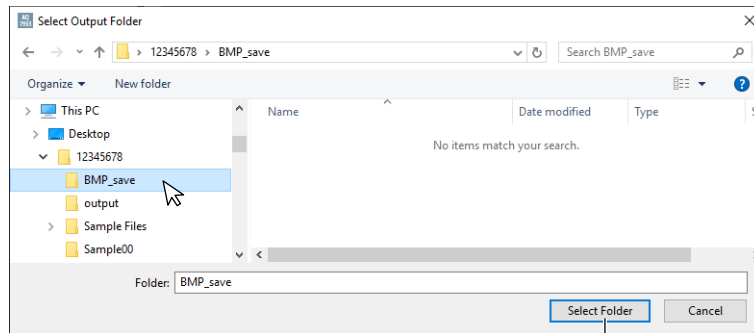 Select Output Folder
12345678 > BMP_save
Search BMP_save
Organize
New folder
Name
Date modified
Type
This PC
Desktop
12345678
BMP_save
output
Sample Files
Sample00
No items match your search.
Folder: BMP_save
Select Folder
Cancel